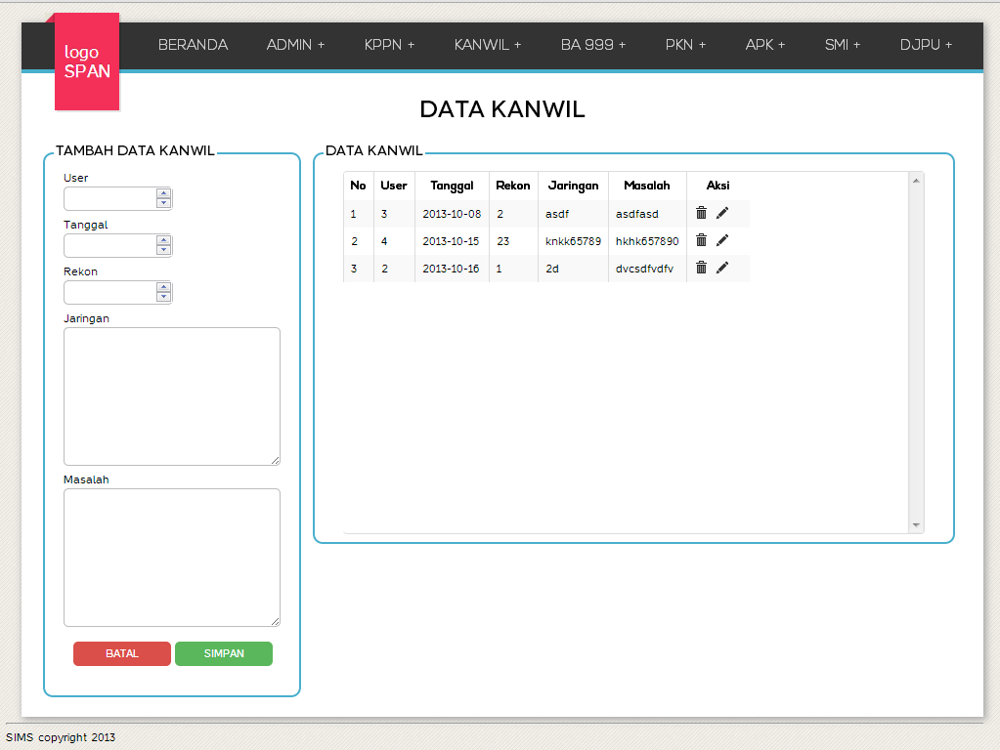 logo
SPAN
BERANDA ADMIN + KPPN + KANWIL + BA 999 + PKN + APK + SMI + DJPU +
DATA KANWIL
TAMBAH DATA KANWIL
User
Tanggal
Rekon
Jaringan
Masalah
BATAL SIMPAN
DATA KANWIL
No User Tanggal Rekon Jaringan Masalah Aksi
1 3 2013-10-08 2 asdf asdfasd
2 4 2013-10-15 23 knkk65789 hkhk657890
3 2 2013-10-16 1 2d dvcsdfvdfv
SIMS copyright 2013